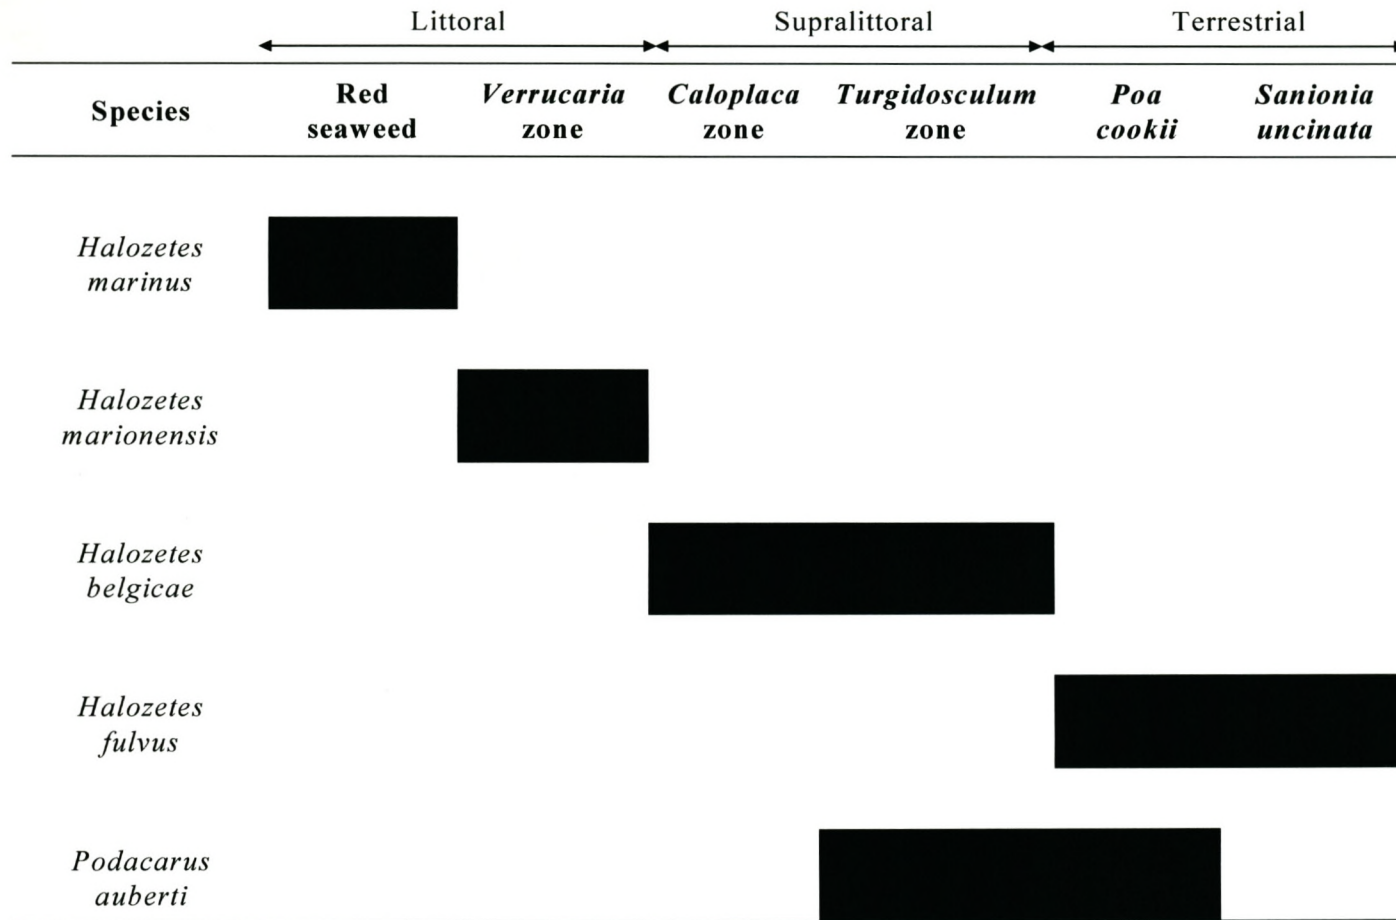 Littoral Supralittoral Terrestrial
Species Red seaweed Verrucaria zone Caloplaca zone Turgidosculum zone Poa cookii Sanionia uncinata
Halozetes
marinus
Halozetes
marionensis
Halozetes
belgicae
Halozetes
fulvus
Podacarus
auberti